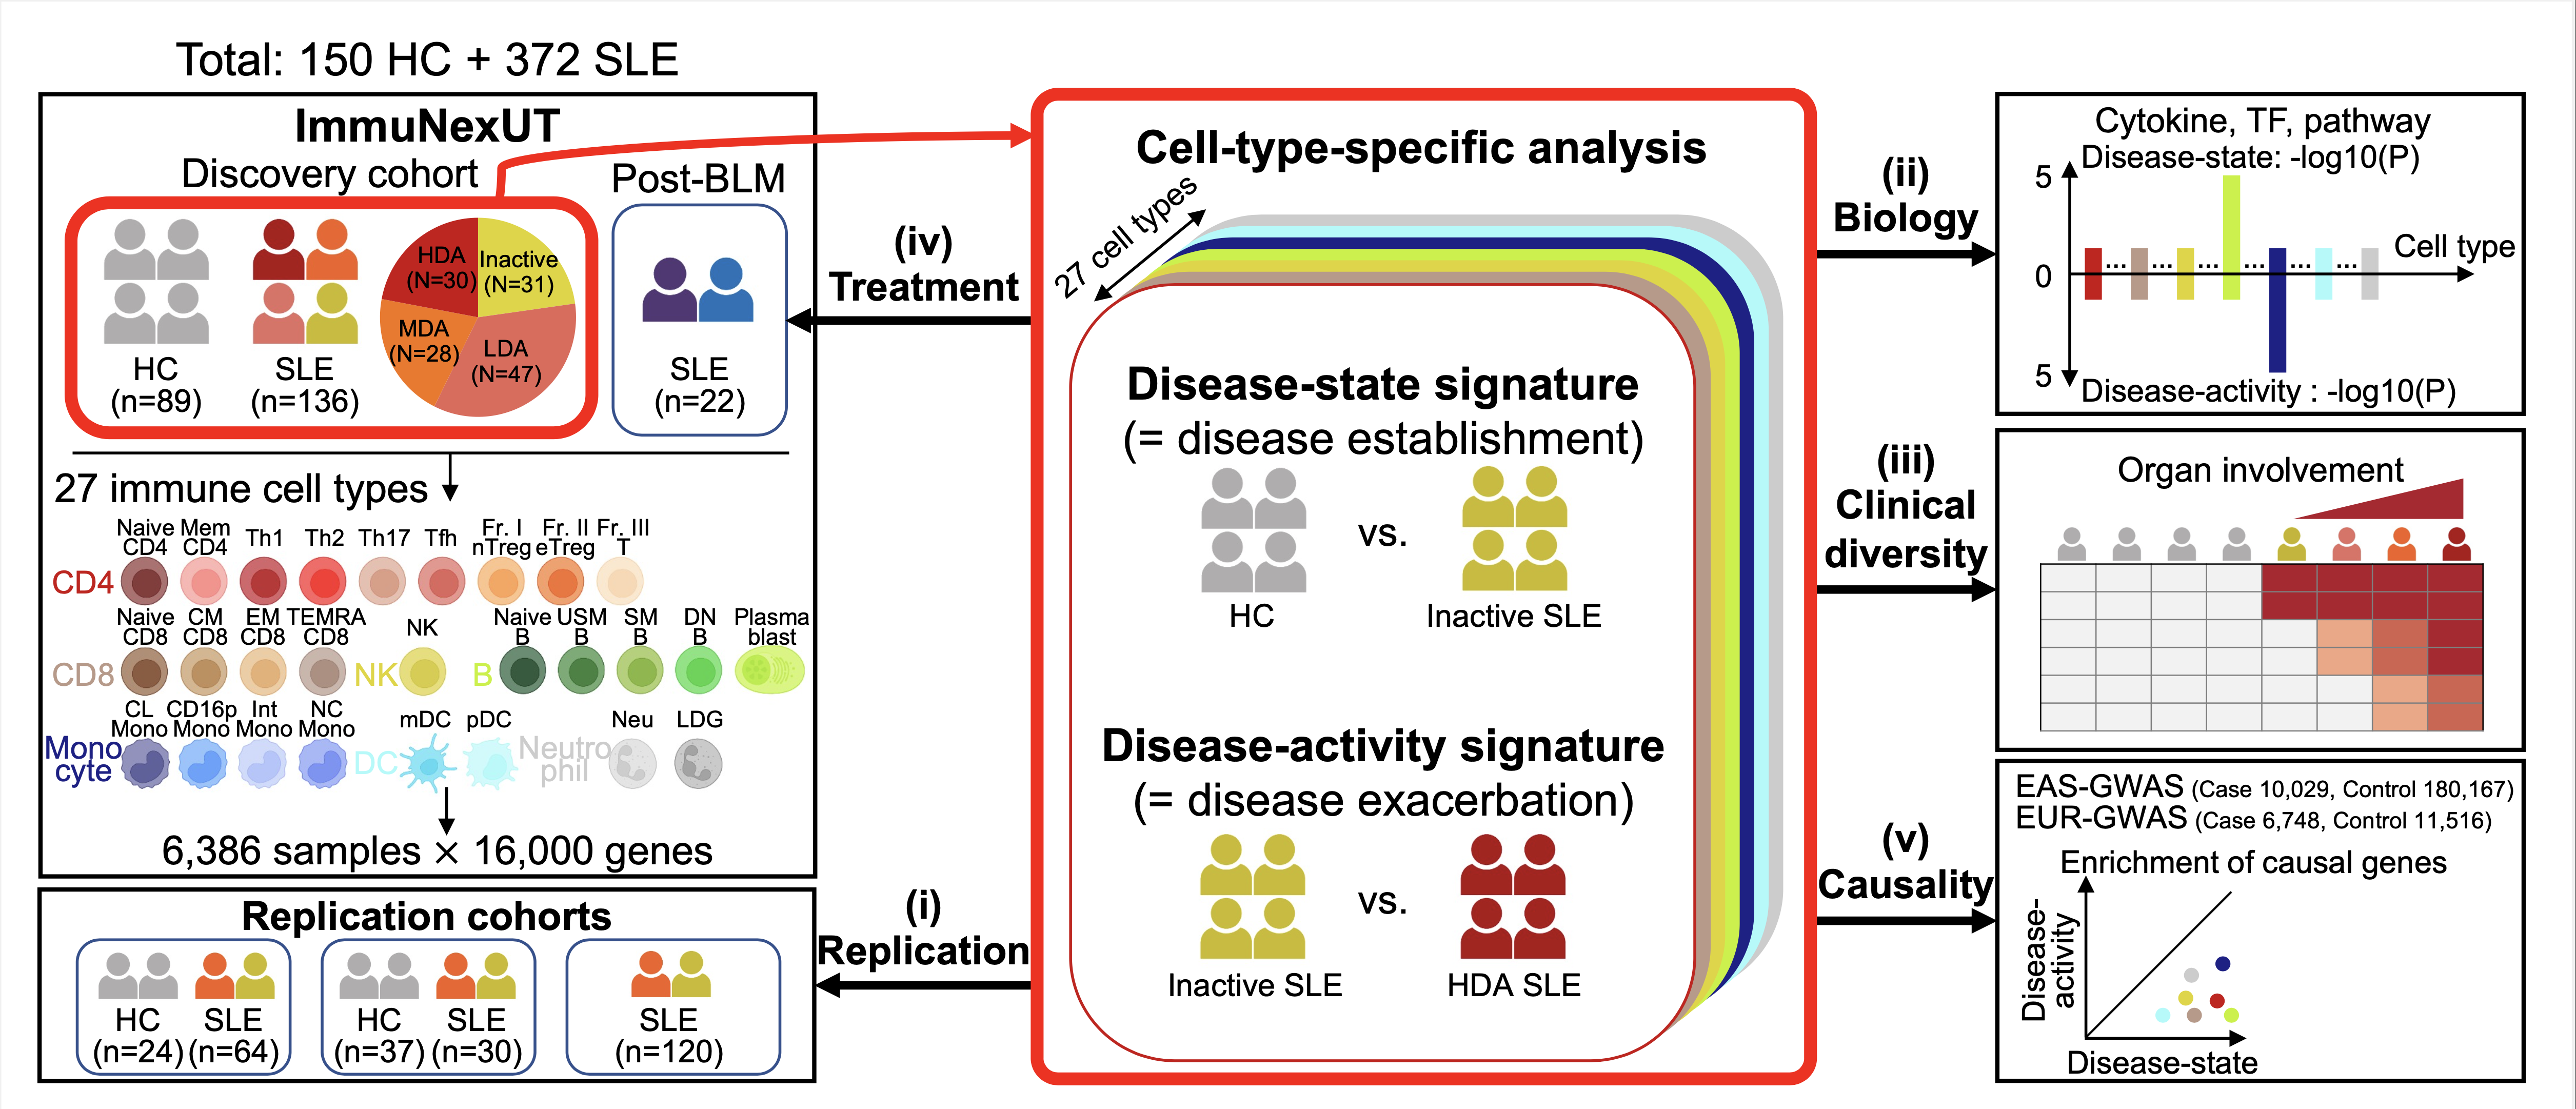 Total: 150 HC + 372 SLE
ImmuNexUT
Discovery cohort
Post-BLM
HDA
(N=30)
Inactive
(N=31)
MDA
(N=28)
LDA
(N=47)
HC
(n=89)
SLE
(n=136)
SLE
(n=22)
27 immune cell types
Naive
CD4
Mem
CD4
Th1
Th2
Th17
Tfh
Fr. I
nTreg
Fr. II
eTreg
Fr. III
T
CD4
Naive
CD8
CM
CD8
EM
CD8
TEMRA
CD8
NK
Naive
B
USM
B
SM
B
DN
B
Plasma
blast
CD8
NK
B
CL
Mono
CD16p
Mono
Int
Mono
NC
Mono
mDC
pDC
Neu
LDG
Mono
cyte
DC
Neutro
phil
6,386 samples × 16,000 genes
Replication cohorts
HC
(n=24)
SLE
(n=64)
HC
(n=37)
SLE
(n=30)
SLE
(n=120)
(iv)
Treatment
(i)
Replication
Cell-type-specific analysis
27 cell types
Disease-state signature
(= disease establishment)
HC
vs.
Inactive SLE
Disease-activity signature
(= disease exacerbation)
Inactive SLE
vs.
HDA SLE
(ii)
Biology
(iii)
Clinical
diversity
(v)
Causality
Cytokine, TF, pathway
Disease-state: -log10(P)
5
0
5
... ... ... ... ... ...
Cell type
Disease-activity : -log10(P)
Organ involvement
EAS-GWAS (Case 10,029, Control 180,167)
EUR-GWAS (Case 6,748, Control 11,516)
Enrichment of causal genes
Disease-
activity
Disease-state